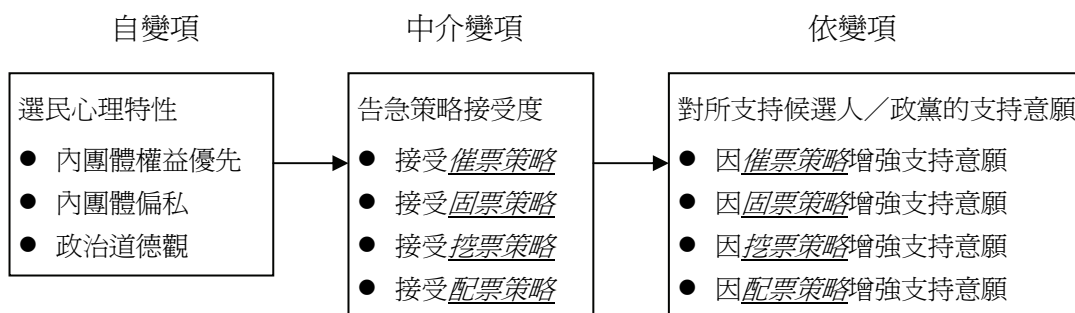 自變項
中介變項
依變項
選民心理特性
● 內團體權益優先
● 內團體偏私
● 政治道德觀
告急策略接受度
● 接受催票策略
● 接受固票策略
● 接受挖票策略
● 接受配票策略
對所支持候選人／政黨的支持意願
● 因催票策略增強支持意願
● 因固票策略增強支持意願
● 因挖票策略增強支持意願
● 因配票策略增強支持意願